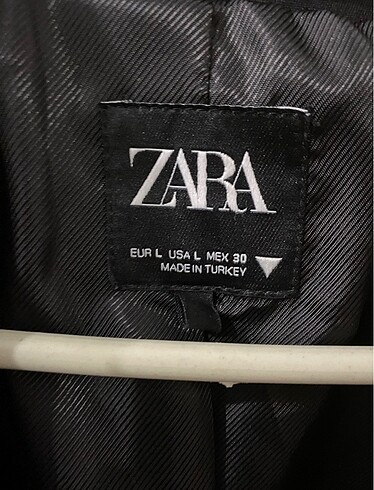 ZARA
EUR L USA L MEX 30
MADE IN TURKEY